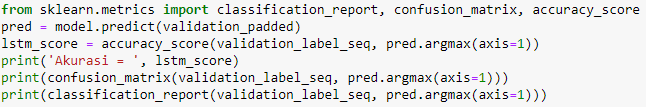 from sklearn.metrics import classification_report, confusion_matrix, accuracy_score
pred = model.predict(validation_padded)
lstm_score = accuracy_score(validation_label_seq, pred.argmax(axis=1))
print('Akurasi = ', lstm_score)
print(confusion_matrix(validation_label_seq, pred.argmax(axis=1)))
print(classification_report(validation_label_seq, pred.argmax(axis=1)))